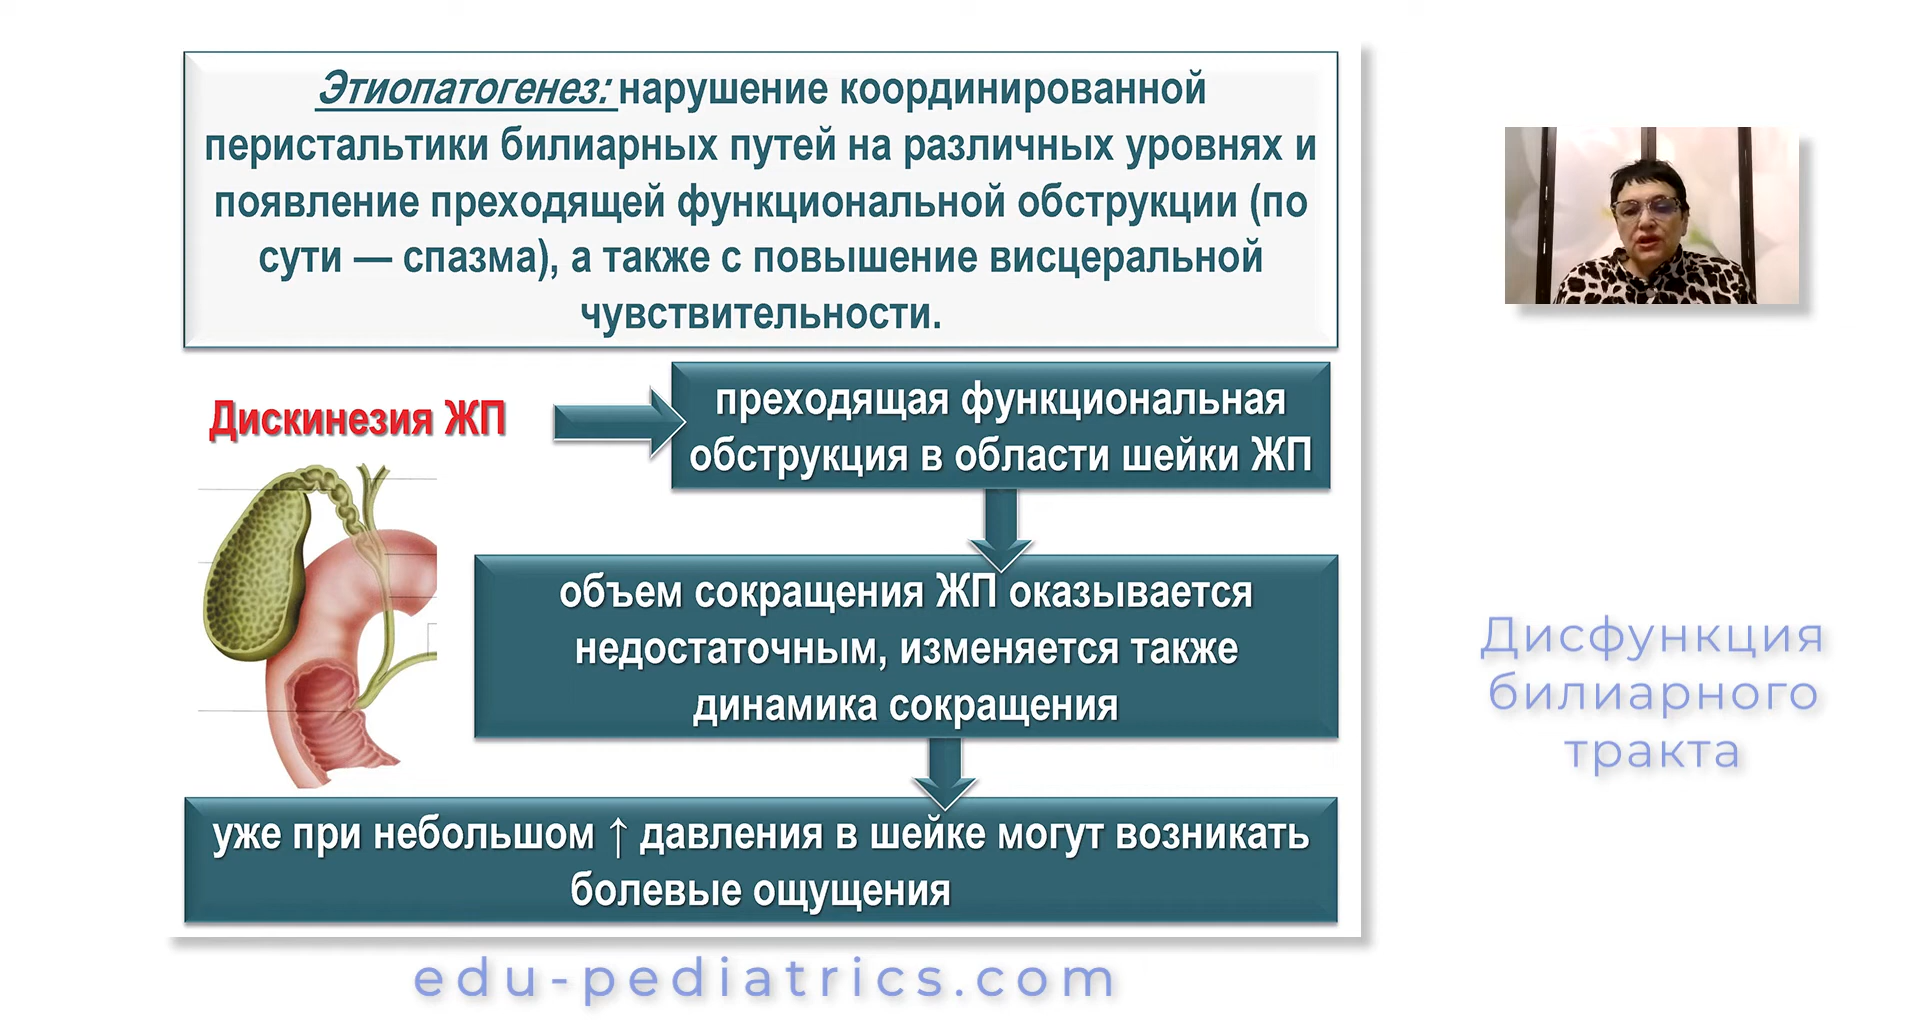 Этиопатогенез: нарушение координированной
перистальтики билиарных путей на различных уровнях и
появление преходящей функциональной обструкции (по
сути — спазма), а также с повышение висцеральной
чувствительности.
Дискинезия ЖП
преходящая функциональная
обструкция в области шейки ЖП
объем сокращения ЖП оказывается
недостаточным, изменяется также
динамика сокращения
уже при небольшом ↑ давления в шейке могут возникать
болевые ощущения
Дисфункция
билиарного
тракта
edu-pediatrics.com